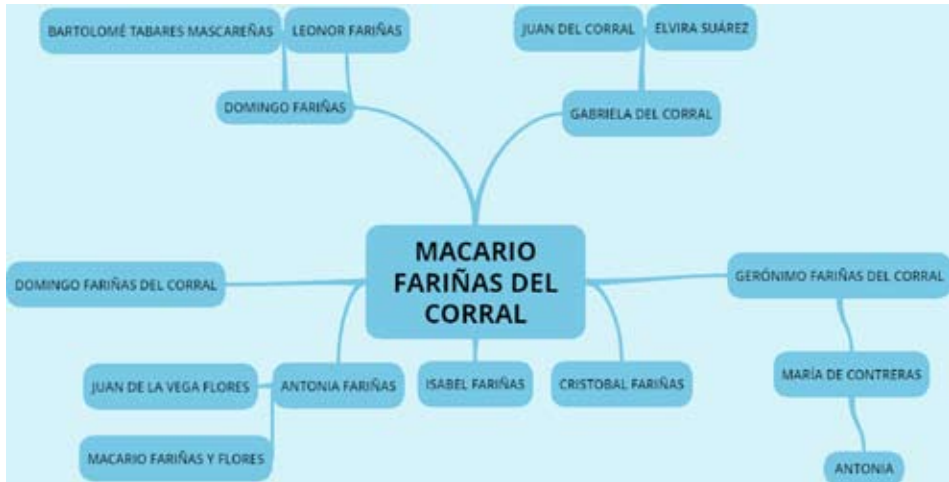 BARTOLOMÉ TABARES MASCAREÑAS
LEONOR FARIÑAS
JUAN DEL CORRAL
ELVIRA SUÁREZ
DOMINGO FARIÑAS
GABRIELA DEL CORRAL
MACARIO
FARIÑAS DEL
CORRAL
DOMINGO FARIÑAS DEL CORRAL
GERÓNIMO FARIÑAS DEL CORRAL
JUAN DE LA VEGA FLORES
ANTONIA FARIÑAS
ISABEL FARIÑAS
CRISTOBAL FARIÑAS
MARÍA DE CONTRERAS
MACARIO FARIÑAS Y FLORES
ANTONIA